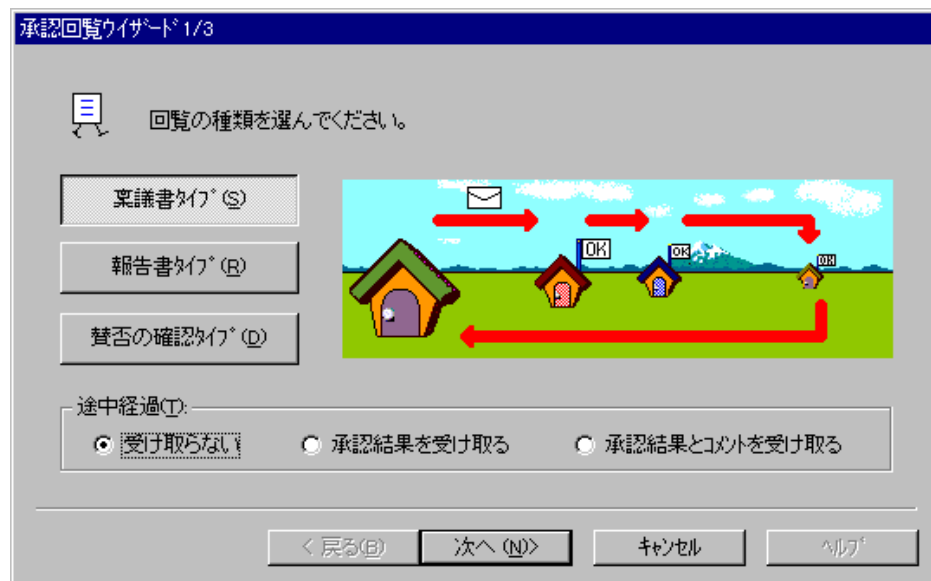 承認回覧ｳｲｻﾞｰﾄﾞ1/3
回覧の種類を選んでください。
稟議書ﾀｲﾌﾟ(S)
報告書ﾀｲﾌﾟ(R)
賛否の確認ﾀｲﾌﾟ(D)
OK
OK
OK
途中経過(T):
受け取らない
承認結果を受け取る
承認結果とｺﾒﾝﾄを受け取る
< 戻る(B)
次へ (N)>
ｷｬﾝｾﾙ
ﾍﾙﾌﾟ